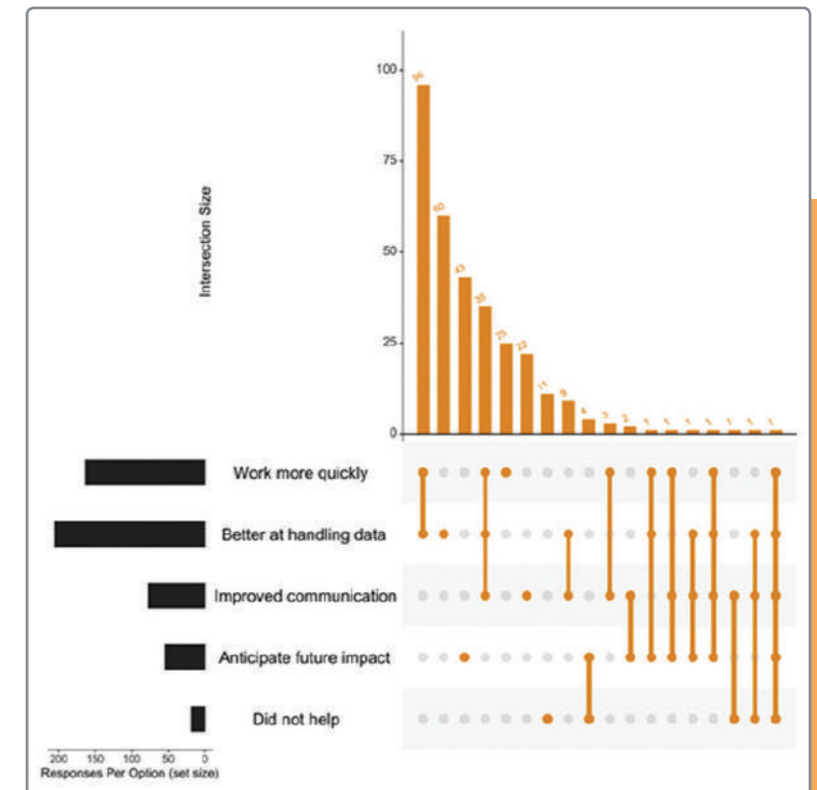 100
75
50
25
0
Intersection Size
96
60
43
35
25
22
11
9
4
3
2
1
1
1
1
1
1
1
Work more quickly
Better at handling data
Improved communication
Anticipate future impact
Did not help
200 150 100 50 0
Responses Per Option (set size)